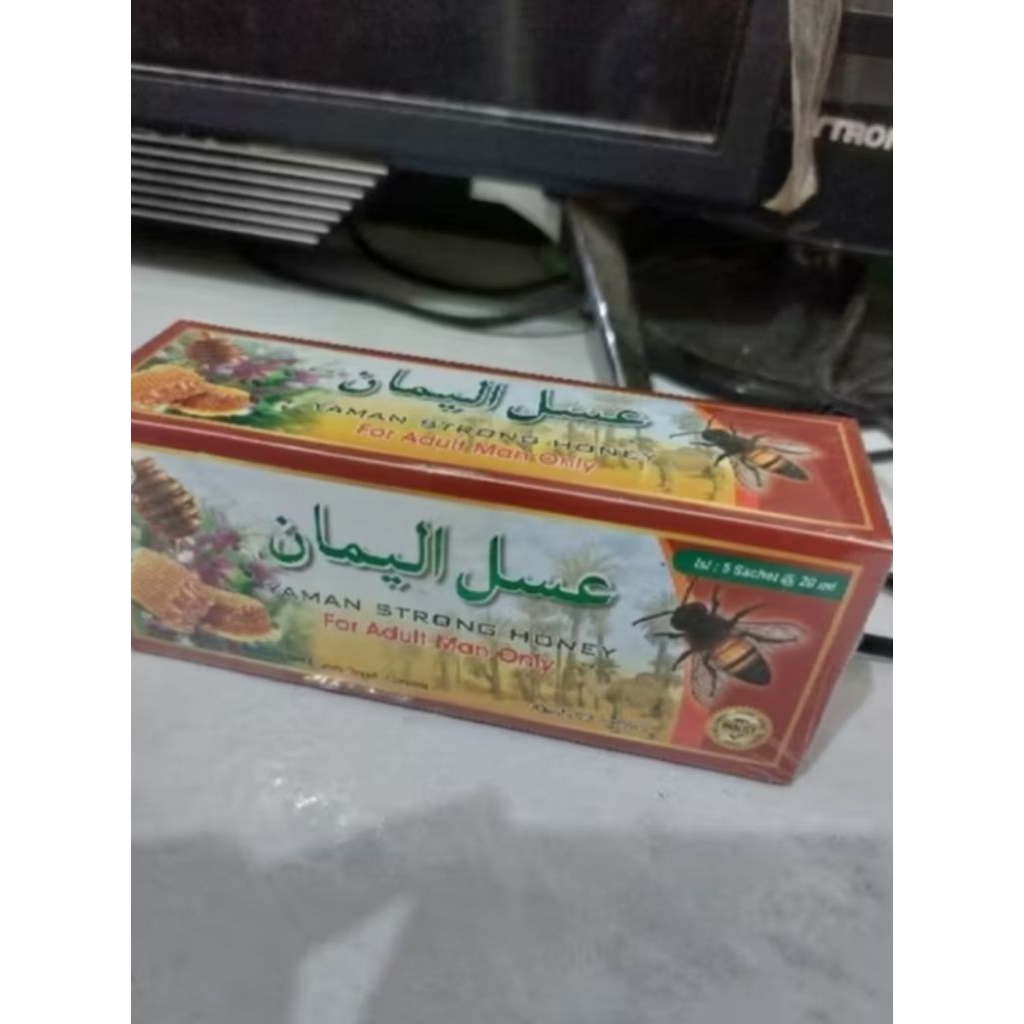 YTRON
عسل اليمان
YAMAN STRONG HONEY
For Adult Man Only
عسل اليمان
YAMAN STRONG HONEY
For Adult Man Only
Isi : 5 Sachet @ 20 ml